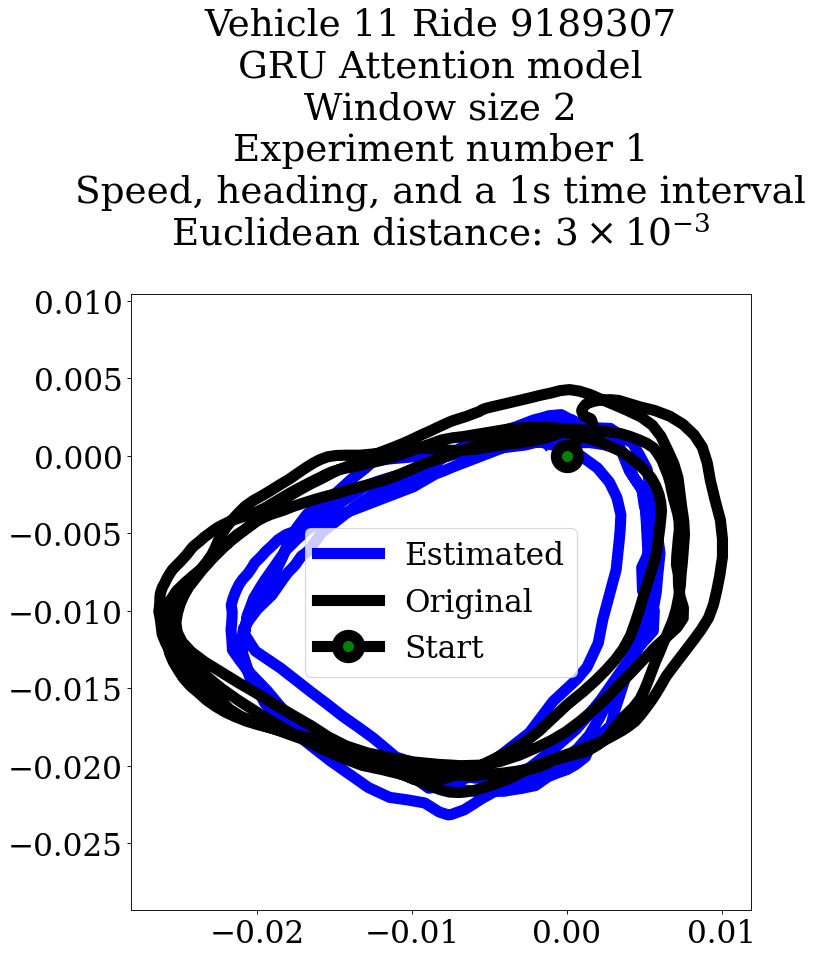 Vehicle 11 Ride 9189307
GRU Attention model
Window size 2
Experiment number 1
Speed, heading, and a 1s time interval
Euclidean distance: 3 × 10⁻³
0.010
0.005
0.000
−0.005
−0.010
−0.015
−0.020
−0.025
Estimated
Original
Start
−0.02
−0.01
0.00
0.01